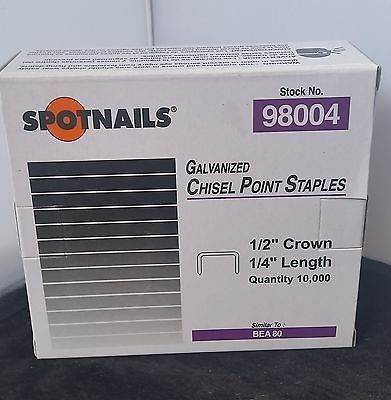 Stock No.
SPOTNAILS®
98004
GALVANIZED
CHISEL POINT STAPLES
1/2" Crown
1/4" Length
Quantity 10,000
Similar To :
BEA 80